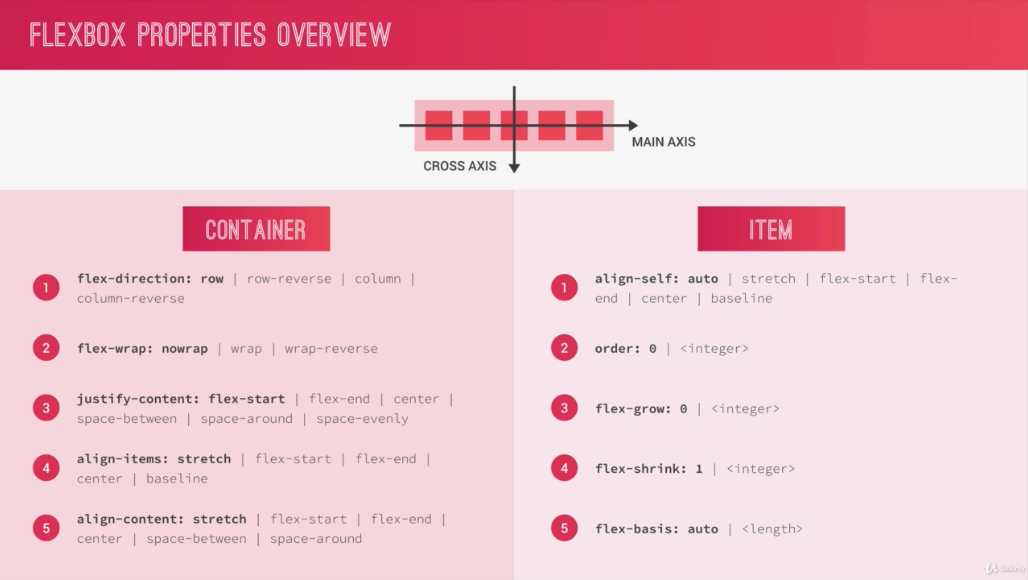 FLEXBOX PROPERTIES OVERVIEW
MAIN AXIS
CROSS AXIS
CONTAINER
1 flex-direction: row | row-reverse | column |
column-reverse
2 flex-wrap: nowrap | wrap | wrap-reverse
3 justify-content: flex-start | flex-end | center |
space-between | space-around | space-evenly
4 align-items: stretch | flex-start | flex-end |
center | baseline
5 align-content: stretch | flex-start | flex-end |
center | space-between | space-around
ITEM
1 align-self: auto | stretch | flex-start | flex-
end | center | baseline
2 order: 0 | <integer>
3 flex-grow: 0 | <integer>
4 flex-shrink: 1 | <integer>
5 flex-basis: auto | <length>
Udemy